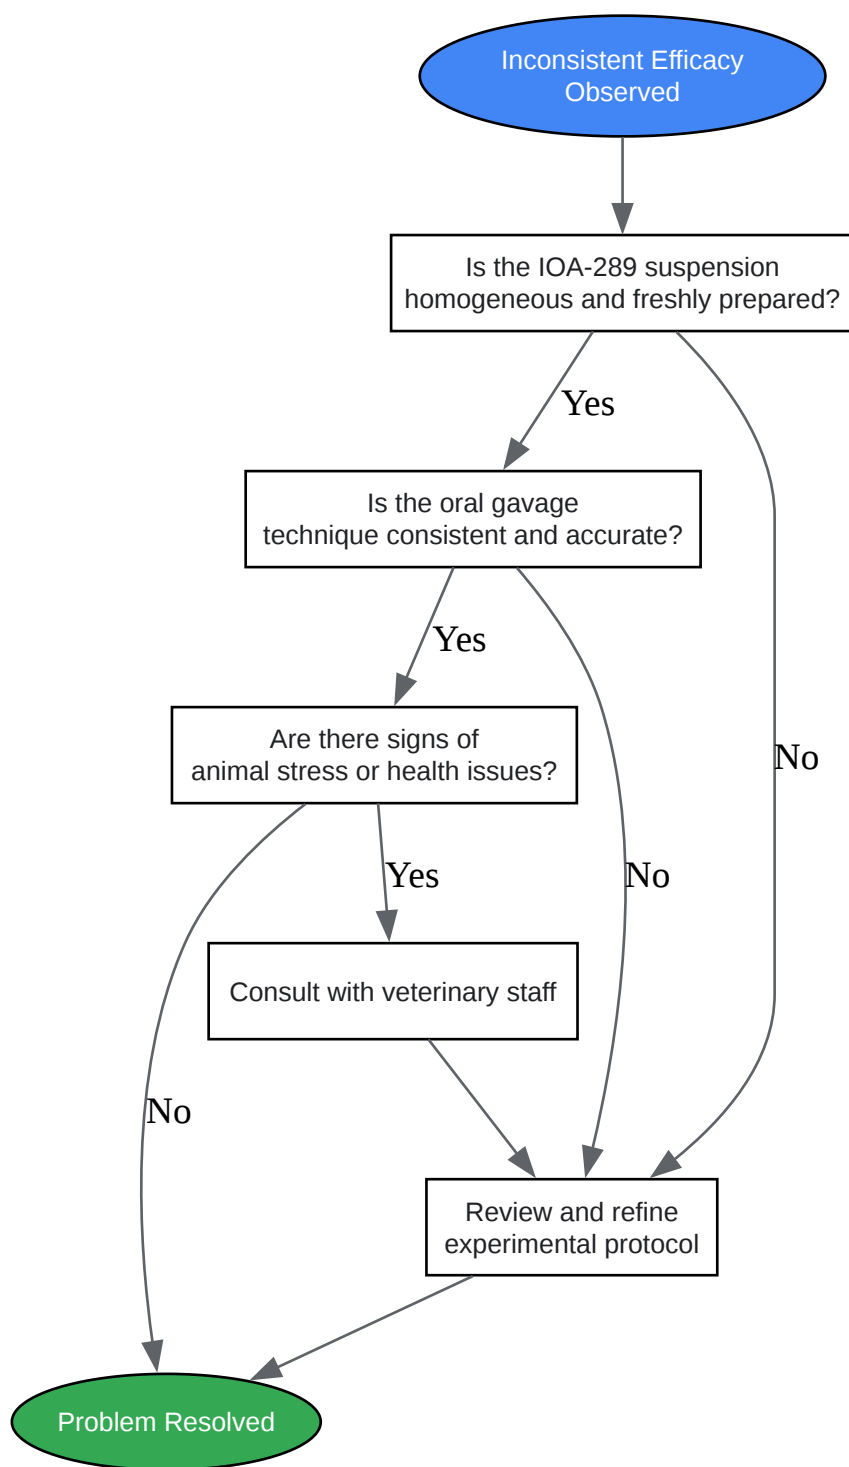 Inconsistent Efficacy
Observed
Is the IOA-289 suspension
homogeneous and freshly prepared?
Yes
Is the oral gavage
technique consistent and accurate?
Yes
Are there signs of
animal stress or health issues?
No
Yes
No
Consult with veterinary staff
No
Review and refine
experimental protocol
Problem Resolved